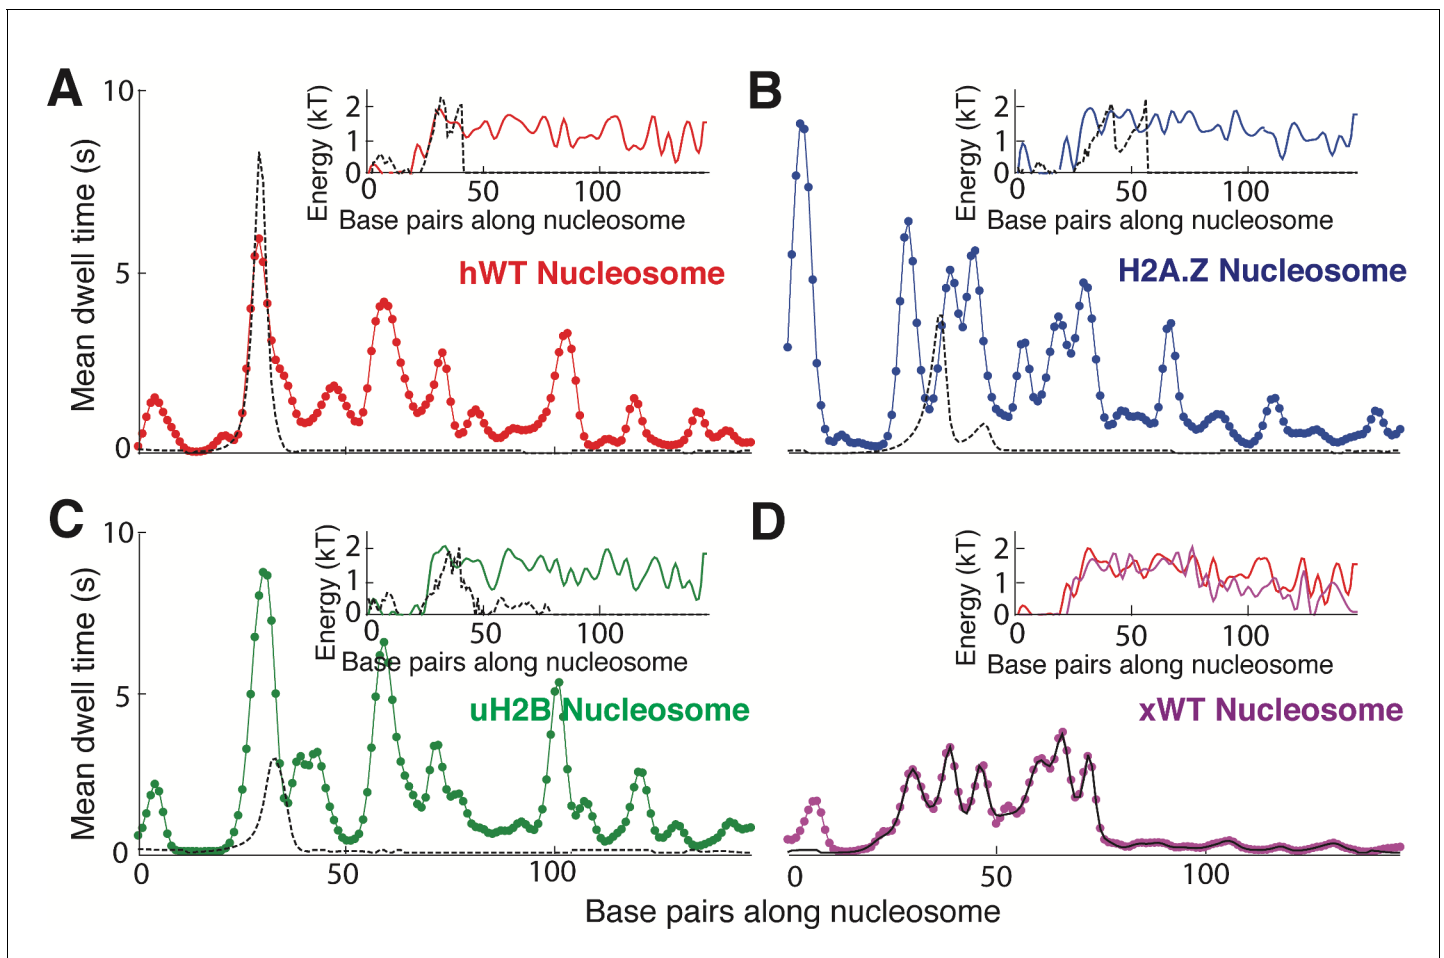 A
10
5
0
Mean dwell time (s)
Energy (kT)
2
1
0
0 50 100
Base pairs along nucleosome
hWT Nucleosome
B
Energy (kT)
2
1
0
0 50 100
Base pairs along nucleosome
H2A.Z Nucleosome
C
10
5
0
Mean dwell time (s)
Energy (kT)
2
1
0
0 50 100
Base pairs along nucleosome
uH2B Nucleosome
0 50 100
D
Energy (kT)
2
1
0
0 50 100
Base pairs along nucleosome
xWT Nucleosome
0 50 100
Base pairs along nucleosome